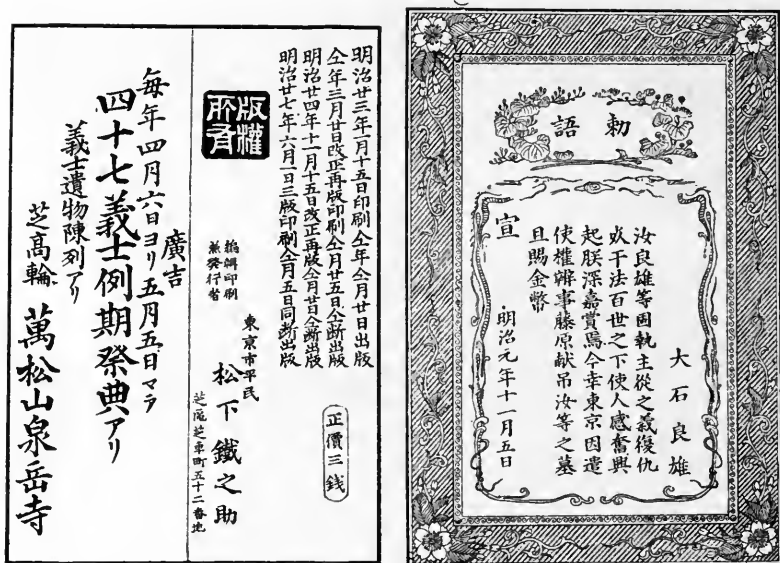 勅語
大石良雄
汝良雄等固執主從之義復仇
死于法百世之下使人感奮興
起朕深嘉賞焉今幸東京因遣
使權辨事藤原献吊汝等之墓
且賜金幣
宣
明治元年十一月五日
明治廿三年一月十五日印刷仝年仝月廿日出版
仝年三月廿日改正再版印刷仝月廿五日仝断出版
明治廿四年十一月十五日改正再版仝月廿日仝断出版
明治廿七年六月一日三版印刷仝月五日同断出版
正價三錢
版權所有
編輯印刷
兼發行者
東京市平民
松下鐵之助
芝區芝車町五十二番地
廣吉
每年四月六日ヨリ五月五日マテ
四十七義士例期祭典アリ
義士遺物陳列アリ
芝高輪
萬松山泉岳寺